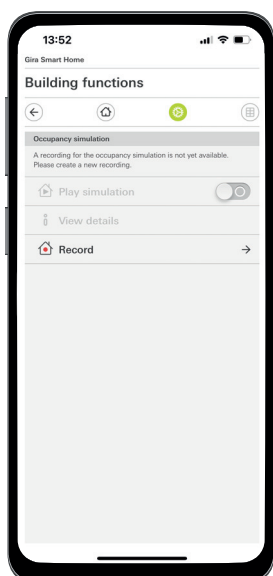 13:52
Gira Smart Home
Building functions
Occupancy simulation
A recording for the occupancy simulation is not yet available.
Please create a new recording.
Play simulation
View details
Record